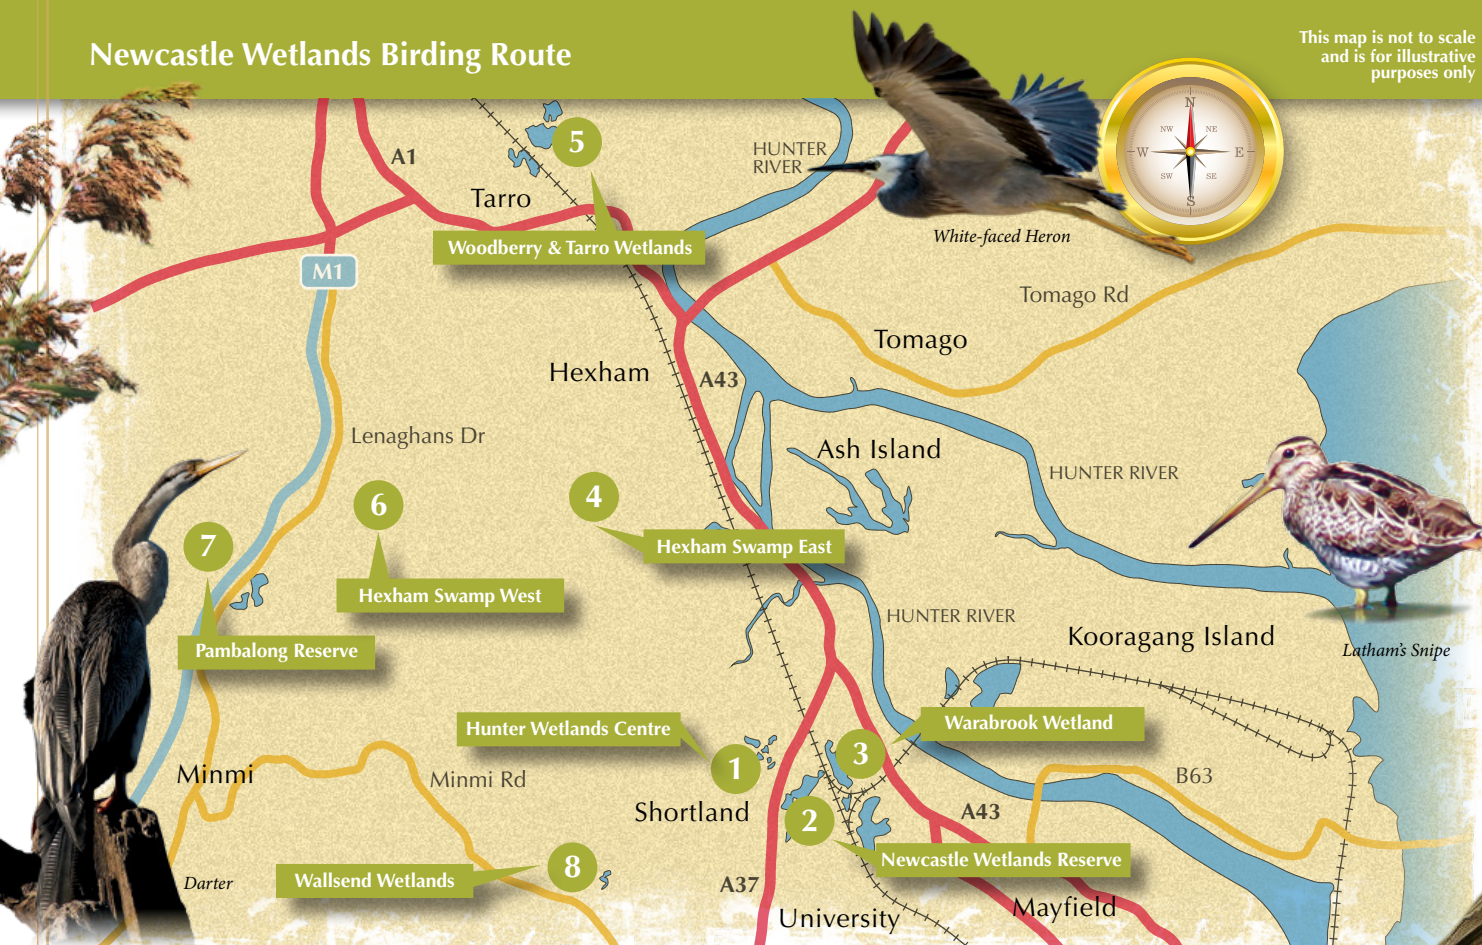 Newcastle Wetlands Birding Route
This map is not to scale
and is for illustrative
purposes only
N
NW
NE
W
E
SW
SE
S
5
A1
HUNTER
RIVER
Tarro
Woodberry & Tarro Wetlands
White-faced Heron
M1
Tomago Rd
Tomago
Hexham
A43
Lenaghans Dr
Ash Island
HUNTER RIVER
6
4
7
Hexham Swamp East
Hexham Swamp West
HUNTER RIVER
Kooragang Island
Pambalong Reserve
Latham's Snipe
Hunter Wetlands Centre
Warabrook Wetland
1
3
Minmi
Minmi Rd
B63
Shortland
2
A43
Newcastle Wetlands Reserve
8
Wallsend Wetlands
Darter
A37
University
Mayfield